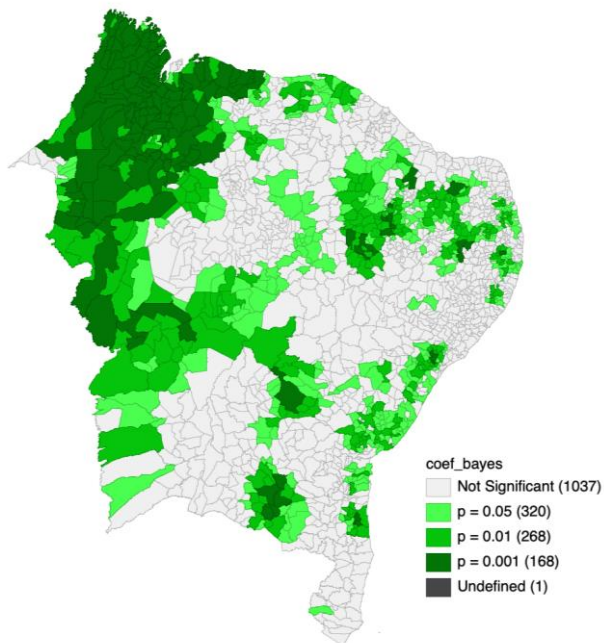 coef_bayes
Not Significant (1037)
p = 0.05 (320)
p = 0.01 (268)
p = 0.001 (168)
Undefined (1)